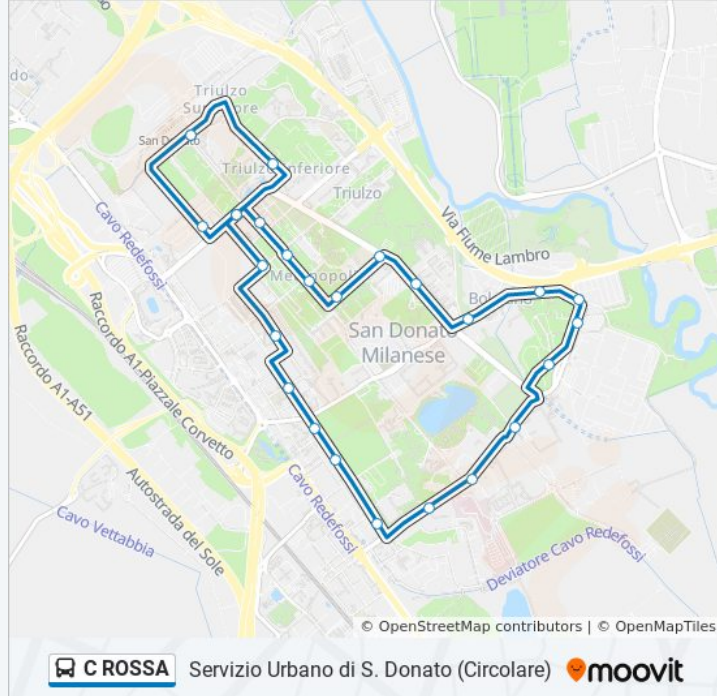 Triulzo
Superiore
San Donato
Triulzo Inferiore
Triulzo
Cavo Redefossi
Via Fiume Lambro
Raccordo A1-Piazzale Corvetto
Raccordo A1-A51
San Donato
Milanese
Autostrada del Sole
Cavo Redefossi
Cavo Vettabbia
Deviatore Cavo Redefossi
© OpenStreetMap contributors | © OpenMapTiles
C ROSSA Servizio Urbano di S. Donato (Circolare) moovit